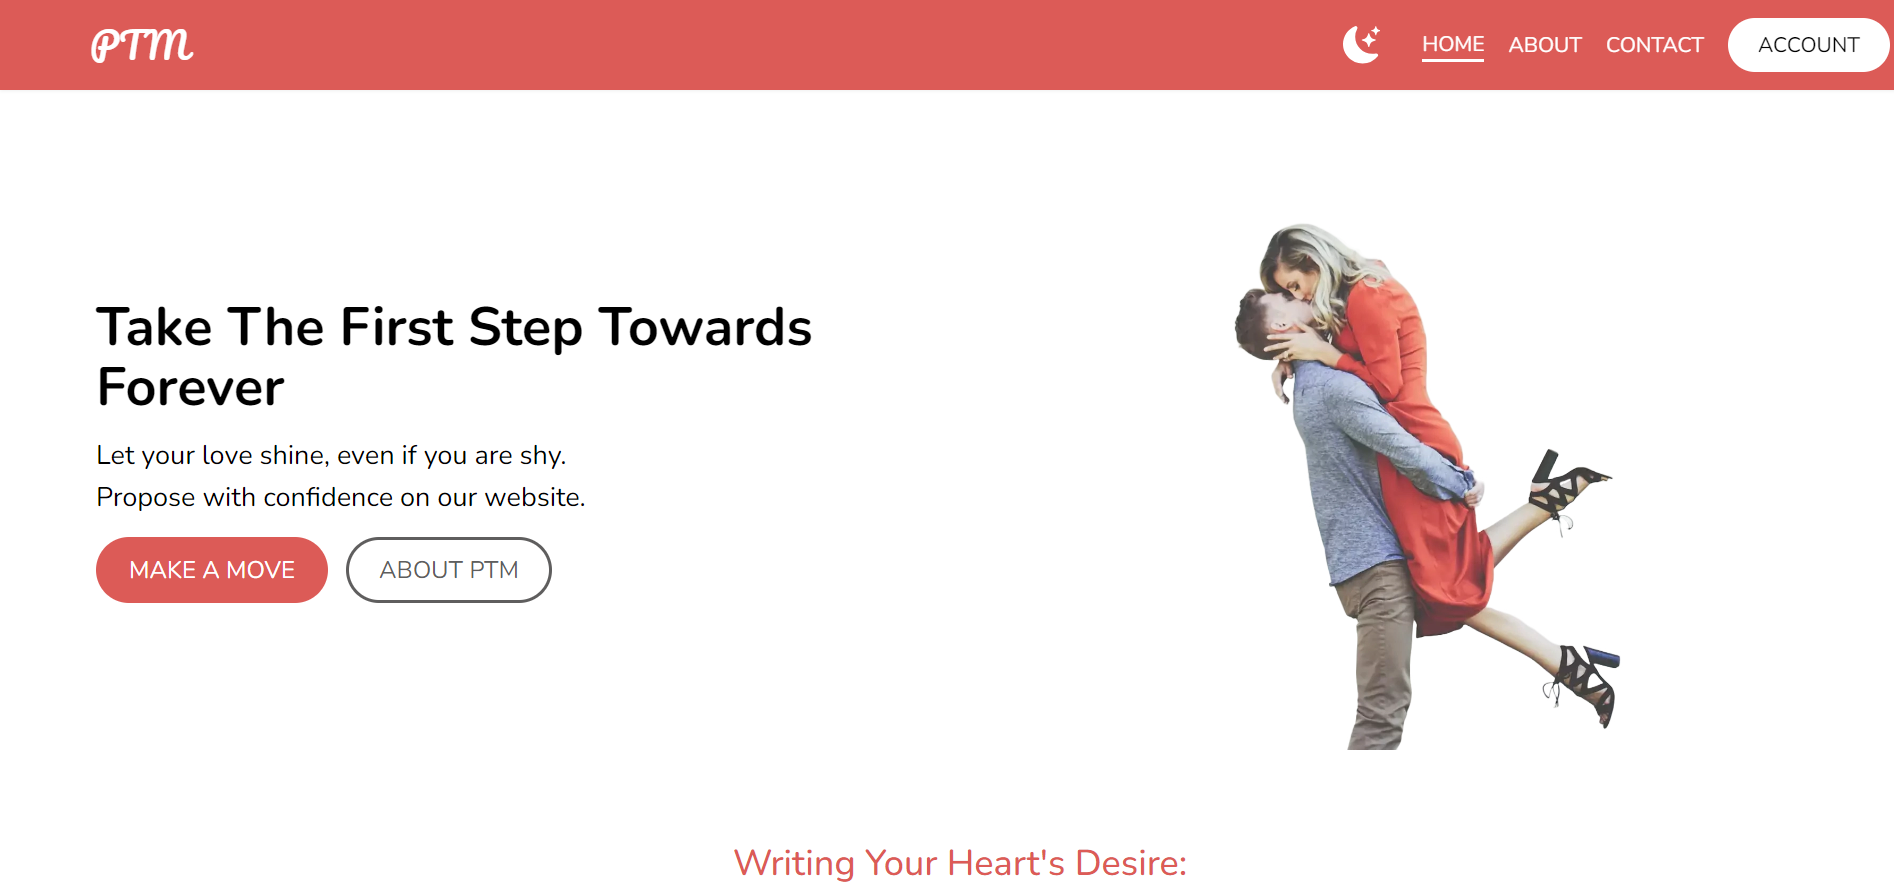 PTM
HOME ABOUT CONTACT ACCOUNT
Take The First Step Towards
Forever
Let your love shine, even if you are shy.
Propose with confidence on our website.
MAKE A MOVE ABOUT PTM
Writing Your Heart's Desire: